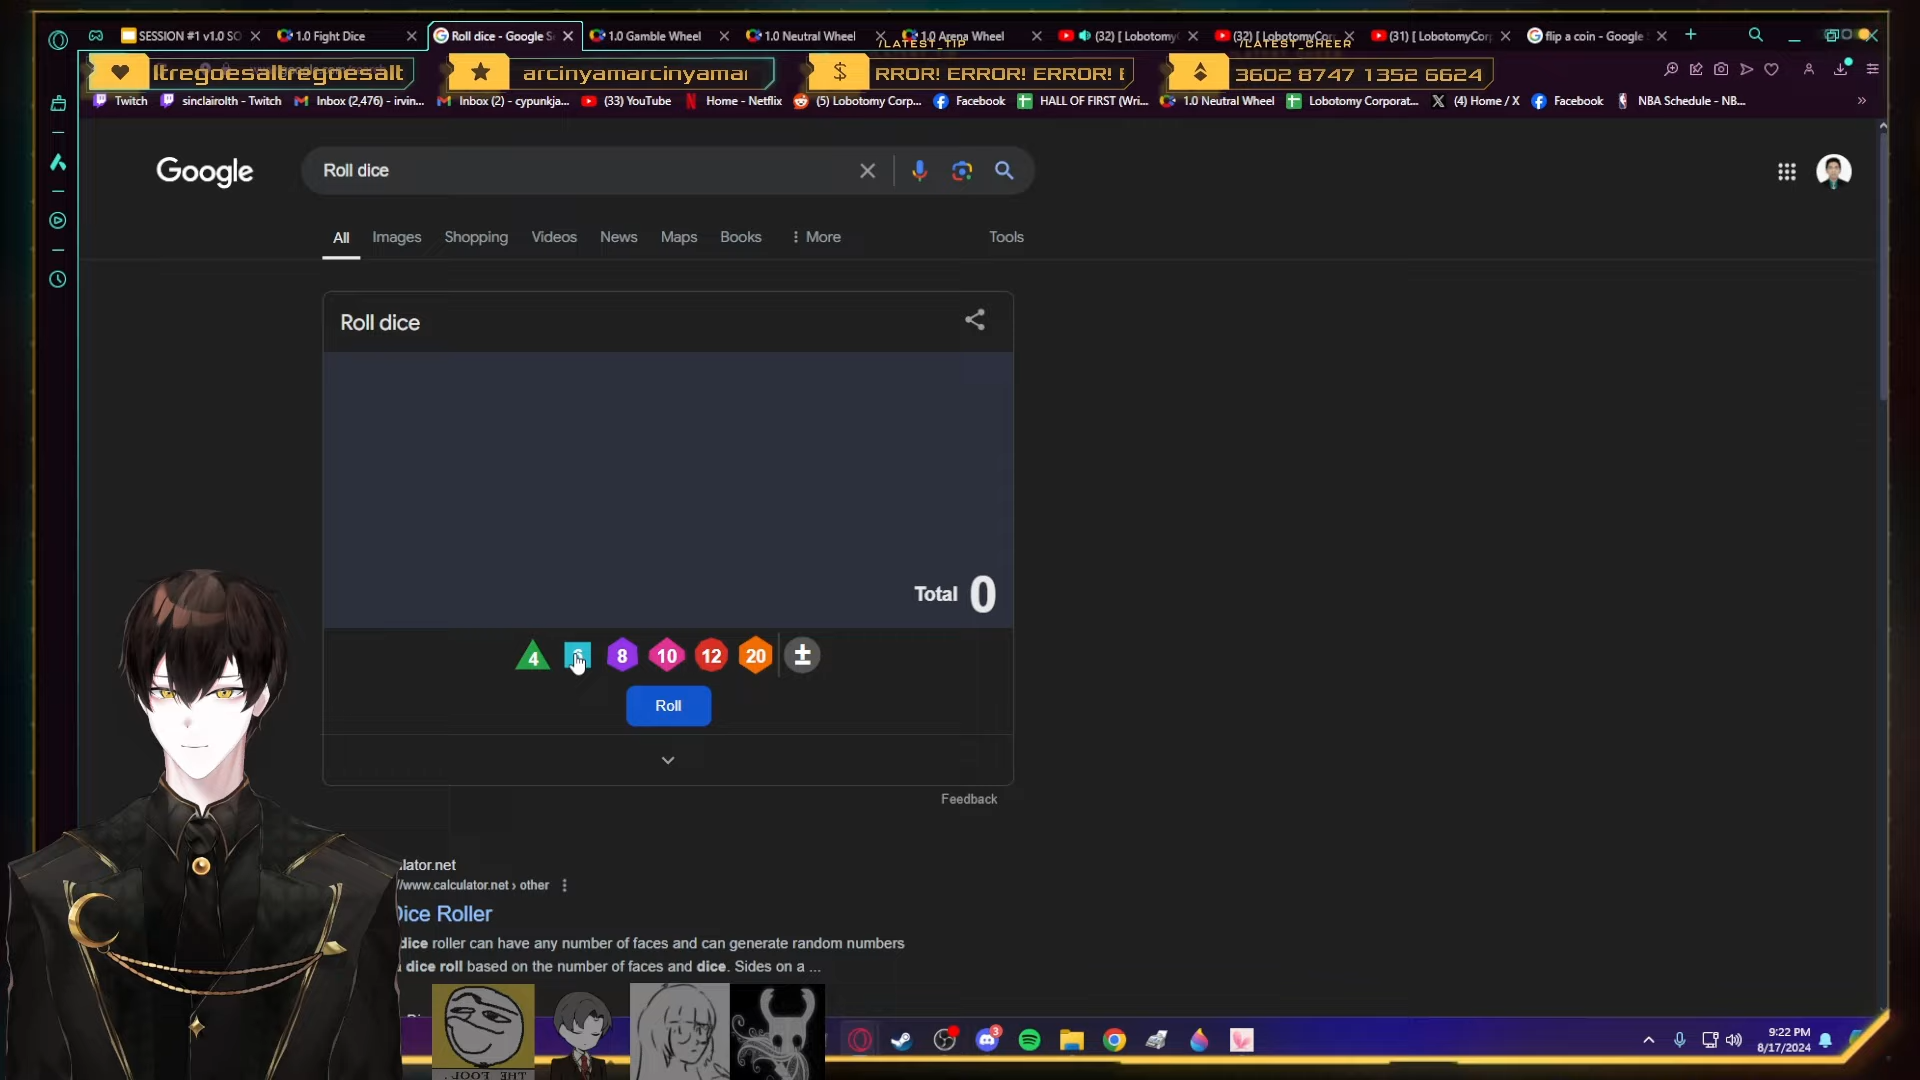 SESSION #1 v1.0 SO
1.0 Fight Dice
Roll dice - Google S
1.0 Gamble Wheel
1.0 Neutral Wheel
1.0 Arena Wheel
(32) [ Lobotomy
(32) [ LobotomyCor
(31) [ LobotomyCorp
flip a coin - Google
/LATEST_TIP
/LATEST_CHEER
ltregoesaltregoesalt
arcinyamarcinyamar
$
RROR! ERROR! ERROR! E
3602 8747 1352 6624
Twitch
sinclairolth - Twitch
Inbox (2,476) - irvin...
Inbox (2) - cypunkja...
(33) YouTube
Home - Netflix
(5) Lobotomy Corp...
Facebook
HALL OF FIRST (Wri...
1.0 Neutral Wheel
Lobotomy Corporat...
(4) Home / X
Facebook
NBA Schedule - NB...
Google
Roll dice
All
Images
Shopping
Videos
News
Maps
Books
More
Tools
Roll dice
Total 0
4
8
10
12
20
±
Roll
Feedback
lator.net
//www.calculator.net › other
Dice Roller
dice roller can have any number of faces and can generate random numbers
dice roll based on the number of faces and dice. Sides on a ...
THE FOOL.
3
9:22 PM
8/17/2024